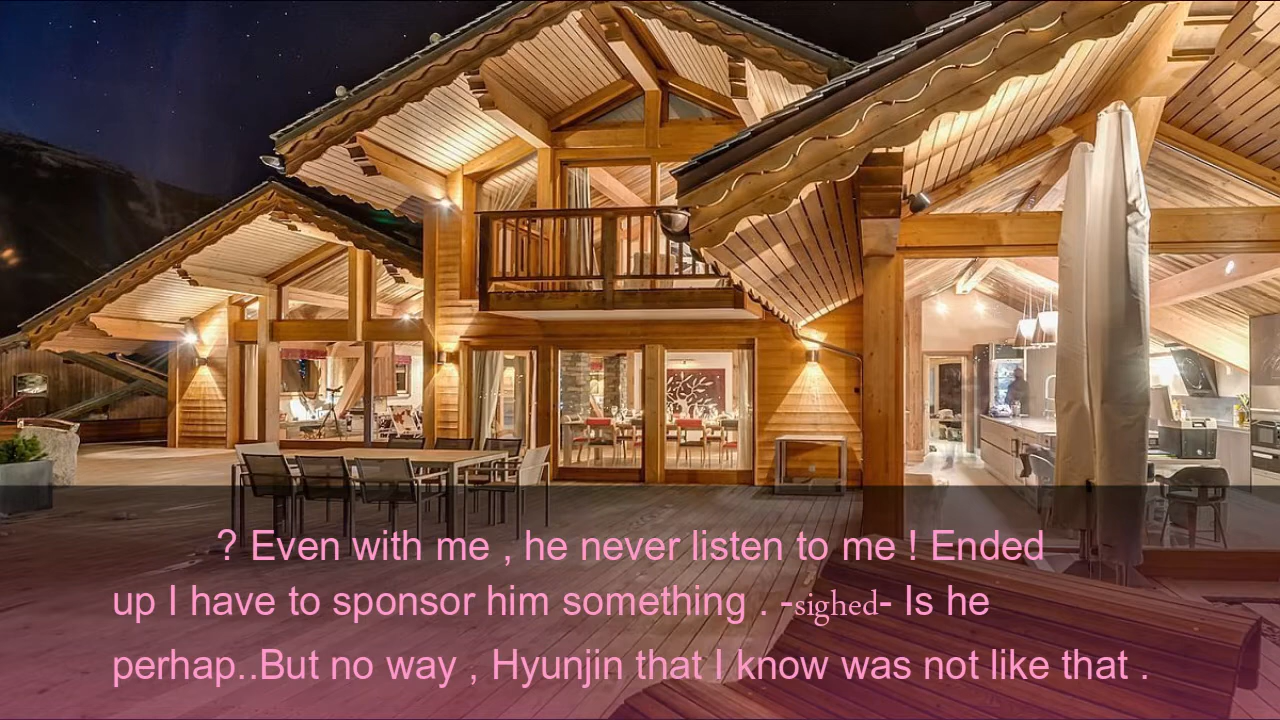 ? Even with me , he never listen to me ! Ended
up I have to sponsor him something . -sighed- Is he
perhap..But no way , Hyunjin that I know was not like that .